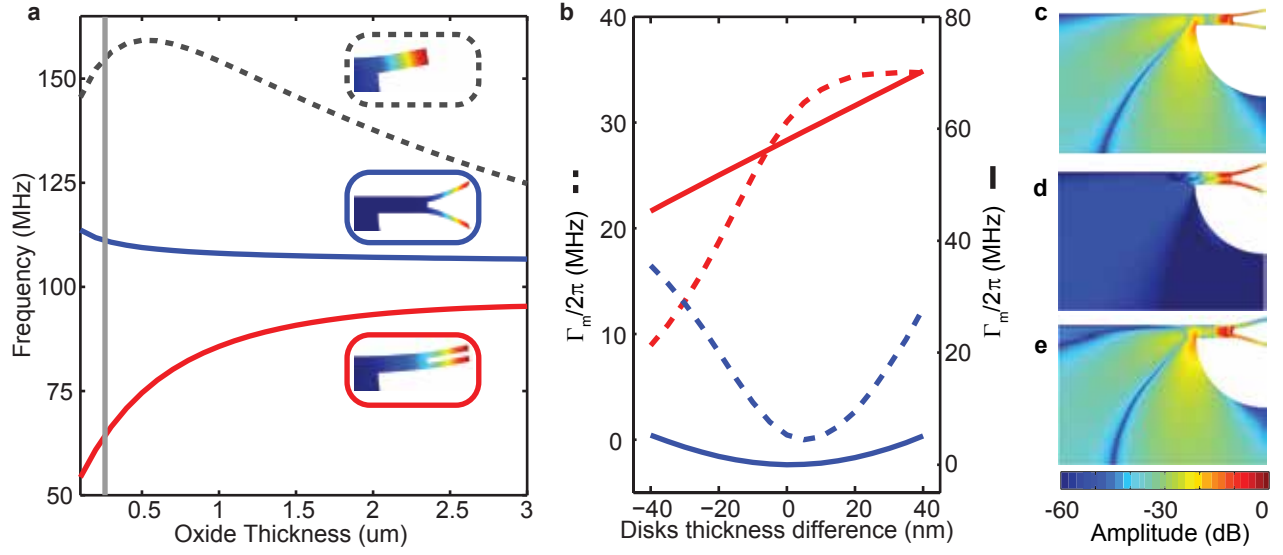 a
Frequency (MHz)
150
125
100
75
50
0.5
1
1.5
2
2.5
3
Oxide Thickness (um)
b
Γm/2π (MHz)
40
30
20
10
0
−40
−20
0
20
40
Disks thickness difference (nm)
80
60
40
20
0
Γm/2π (MHz)
c
d
e
-60
-30
0
Amplitude (dB)